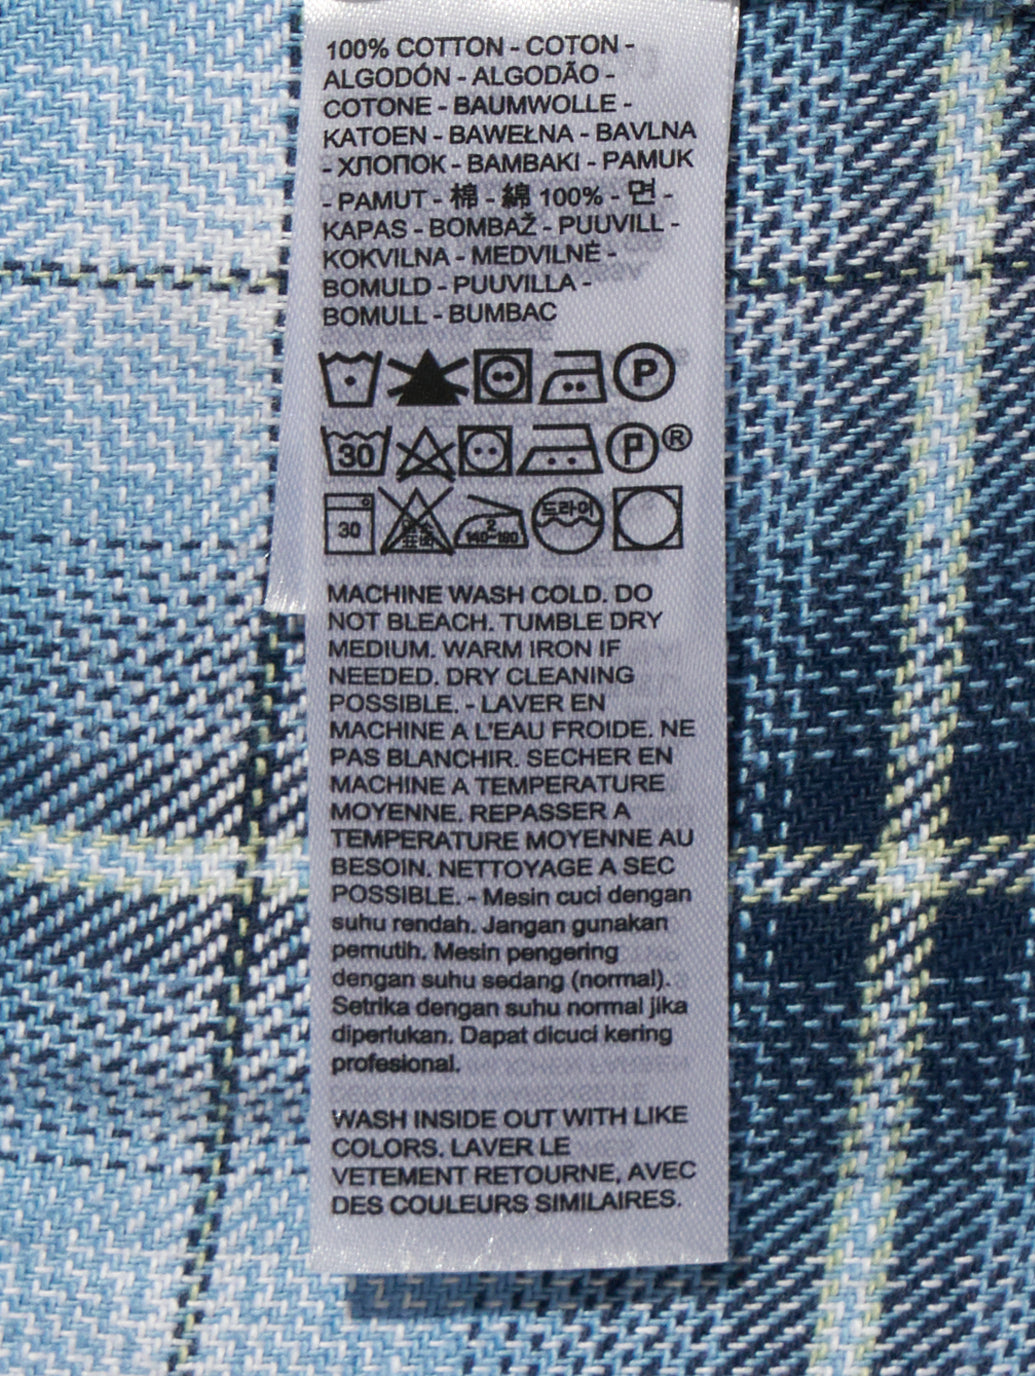 100% COTTON - COTON -
ALGODÓN - ALGODÃO -
COTONE - BAUMWOLLE -
KATOEN - BAWEŁNA - BAVLNA
- ХЛОПОК - BAMBAKI - PAMUK
- PAMUT - 棉 - 綿 100% - 면 -
KAPAS - BOMBAŽ - PUUVILL -
KOKVILNA - MEDVILNĖ -
BOMULD - PUUVILLA -
BOMULL - BUMBAC
P
30 P ®
30 2 140~160 드라이
MACHINE WASH COLD. DO
NOT BLEACH. TUMBLE DRY
MEDIUM. WARM IRON IF
NEEDED. DRY CLEANING
POSSIBLE. - LAVER EN
MACHINE A L'EAU FROIDE. NE
PAS BLANCHIR. SECHER EN
MACHINE A TEMPERATURE
MOYENNE. REPASSER A
TEMPERATURE MOYENNE AU
BESOIN. NETTOYAGE A SEC
POSSIBLE. - Mesin cuci dengan
suhu rendah. Jangan gunakan
pemutih. Mesin pengering
dengan suhu sedang (normal).
Setrika dengan suhu normal jika
diperlukan. Dapat dicuci kering
profesional.
WASH INSIDE OUT WITH LIKE
COLORS. LAVER LE
VETEMENT RETOURNE, AVEC
DES COULEURS SIMILAIRES.